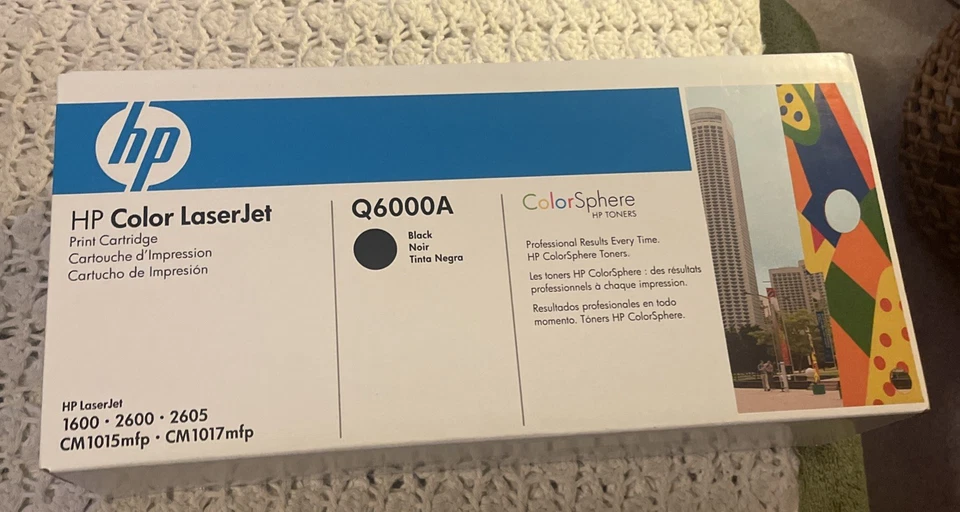 hp
HP Color LaserJet
Print Cartridge
Cartouche d'Impression
Cartucho de Impresión
HP LaserJet
1600 · 2600 · 2605
CM1015mfp · CM1017mfp
Q6000A
Black
Noir
Tinta Negra
ColorSphere
HP TONERS
Professional Results Every Time.
HP ColorSphere Toners.
Les toners HP ColorSphere : des résultats
professionnels à chaque impression.
Resultados profesionales en todo
momento. Tóners HP ColorSphere.